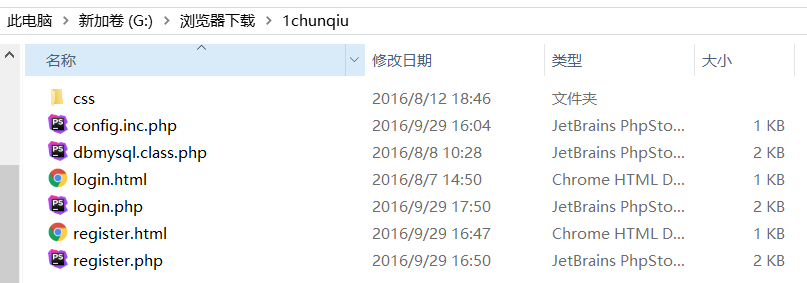 此电脑 > 新加卷 (G:) > 浏览器下载 > 1chunqiu
名称 修改日期 类型 大小
css 2016/8/12 18:46 文件夹
config.inc.php 2016/9/29 16:04 JetBrains PhpSto... 1 KB
dbmysql.class.php 2016/8/8 10:28 JetBrains PhpSto... 2 KB
login.html 2016/8/7 14:50 Chrome HTML D... 1 KB
login.php 2016/9/29 17:50 JetBrains PhpSto... 2 KB
register.html 2016/9/29 16:47 Chrome HTML D... 1 KB
register.php 2016/9/29 16:50 JetBrains PhpSto... 2 KB